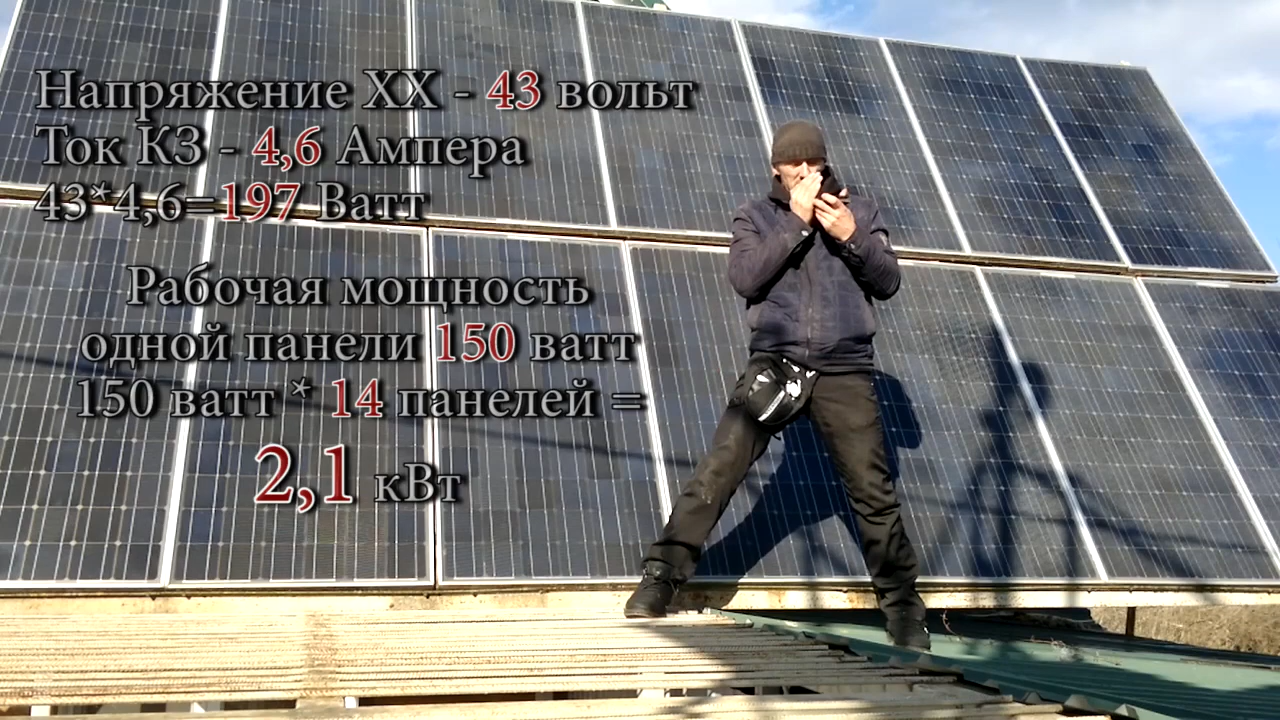 Напряжение ХХ - 43 вольт
Ток КЗ - 4,6 Ампера
43*4,6=197 Ватт
Рабочая мощность
одной панели 150 ватт
150 ватт * 14 панелей =
2,1 кВт